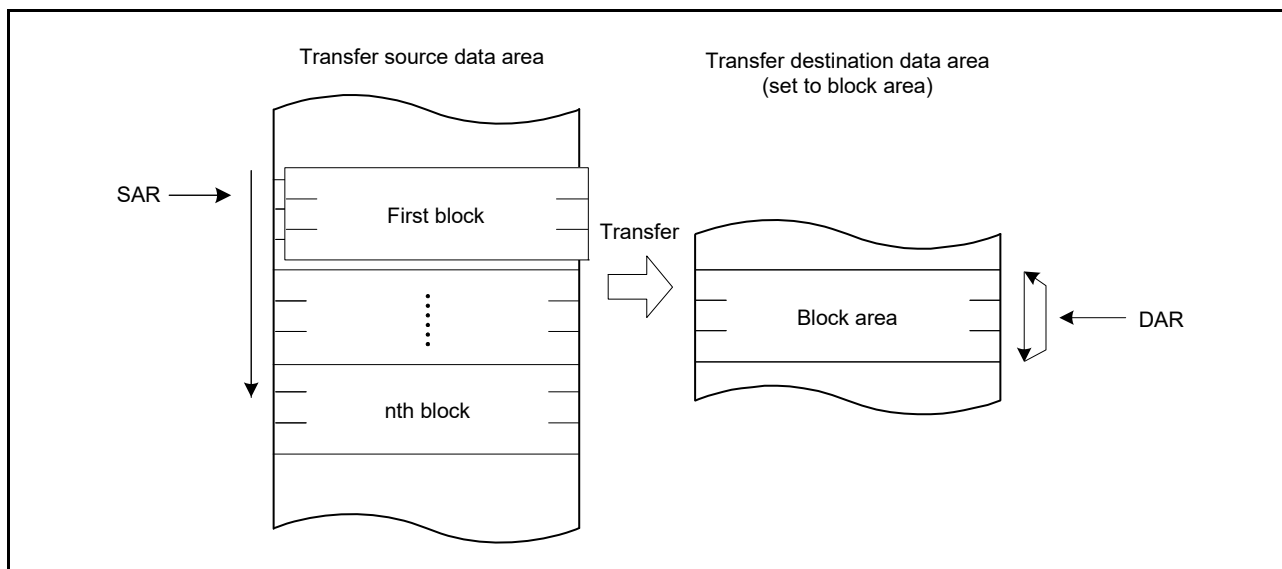 Transfer source data area
Transfer destination data area
(set to block area)
SAR
First block
Transfer
Block area
DAR
nth block